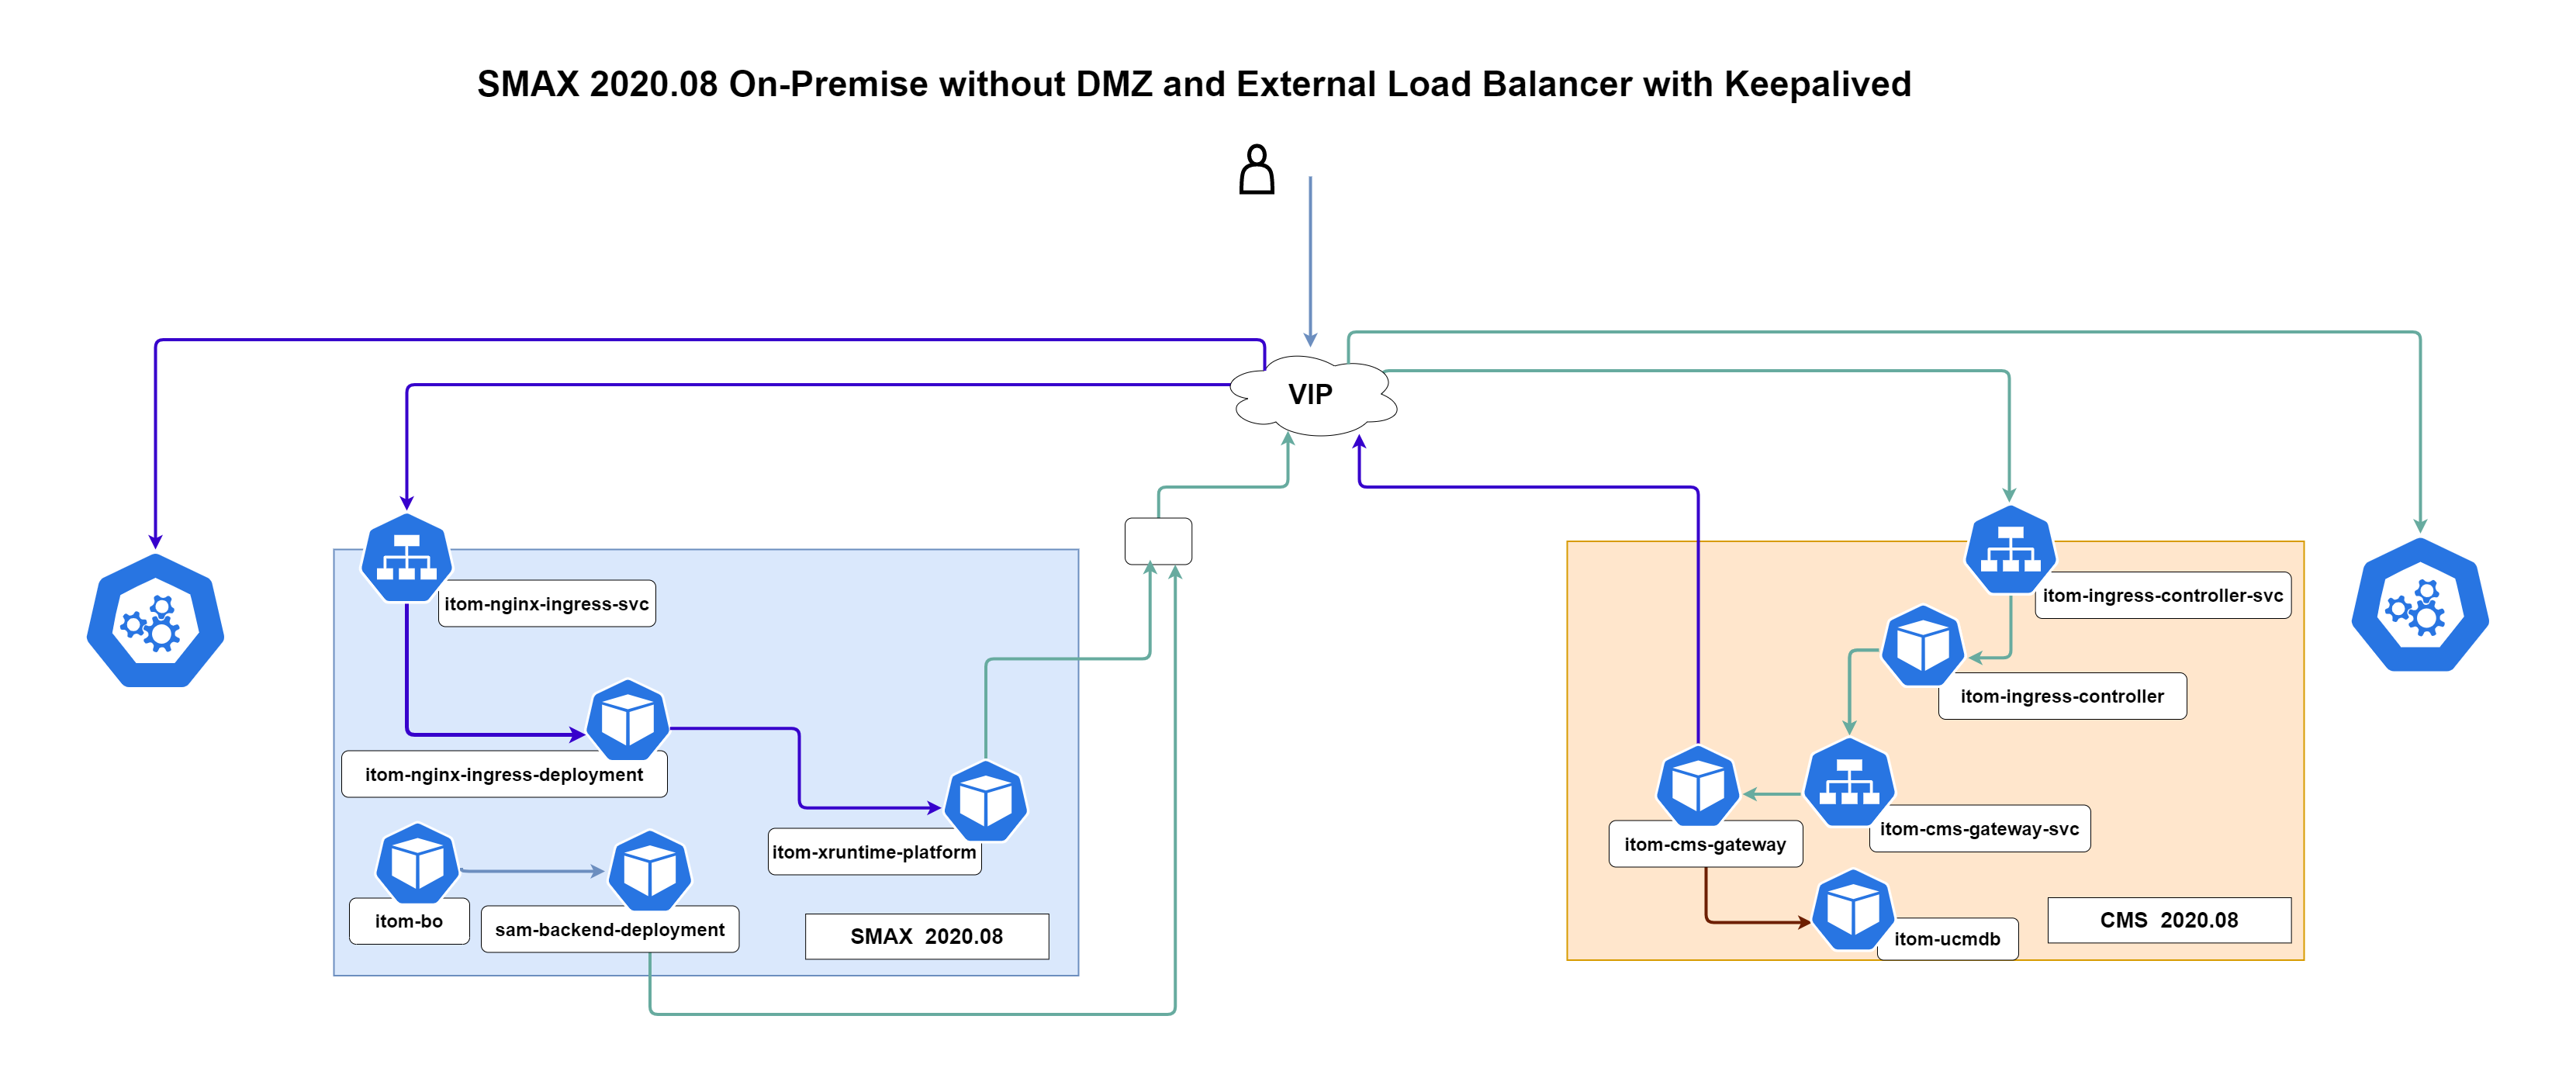 SMAX 2020.08 On-Premise without DMZ and External Load Balancer with Keepalived
VIP
itom-nginx-ingress-svc
itom-nginx-ingress-deployment
itom-xruntime-platform
itom-bo
sam-backend-deployment
SMAX 2020.08
itom-ingress-controller-svc
itom-ingress-controller
itom-cms-gateway-svc
itom-cms-gateway
itom-ucmdb
CMS 2020.08